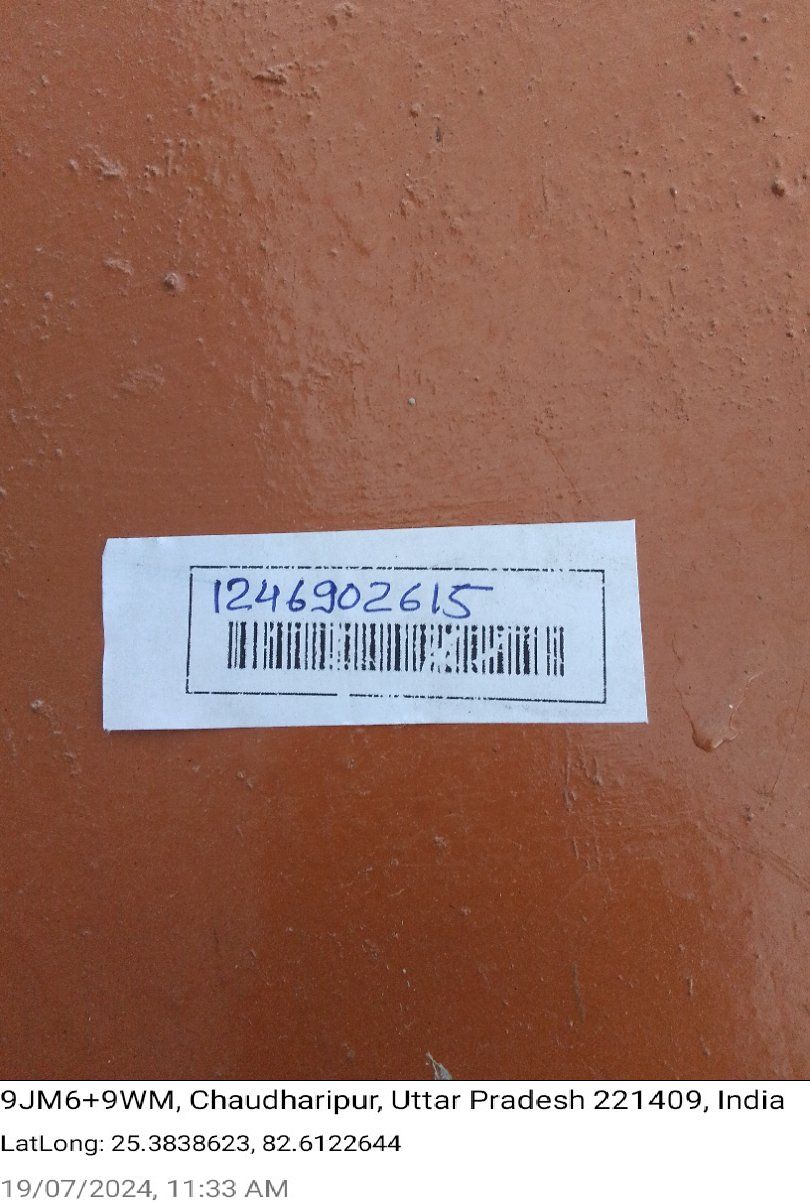 1246902615
9JM6+9WM, Chaudharipur, Uttar Pradesh 221409, India
LatLong: 25.3838623, 82.6122644
19/07/2024, 11:33 AM